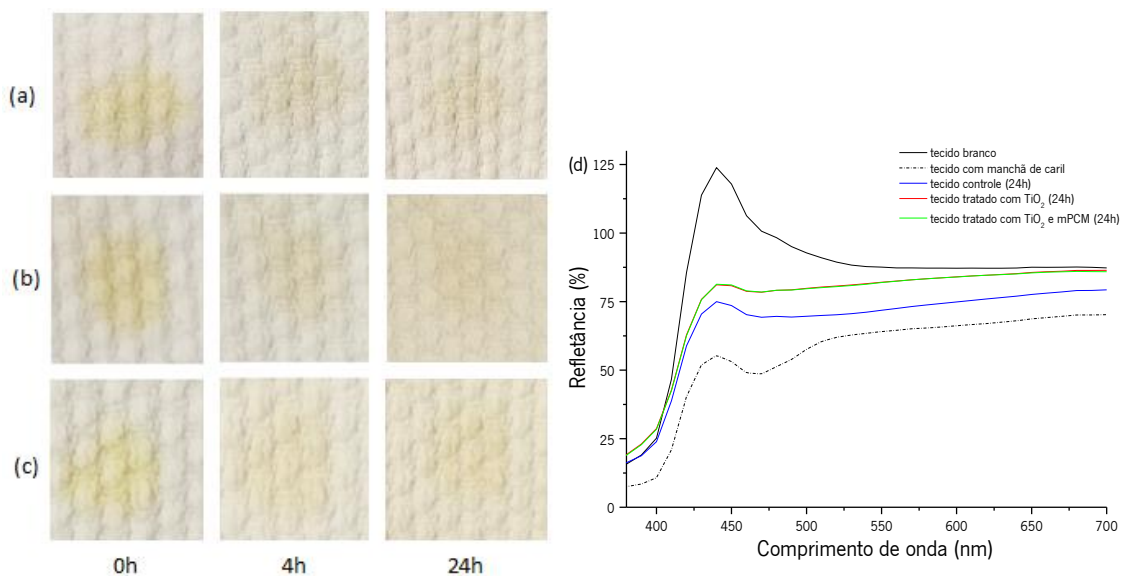 (a)
(b)
(c)
0h 4h 24h
(d)
tecido branco
tecido com manchã de caril
tecido controle (24h)
tecido tratado com TiO₂ (24h)
tecido tratado com TiO₂ e mPCM (24h)
125
100
75
50
25
0
Refletância (%)
400 450 500 550 600 650 700
Comprimento de onda (nm)